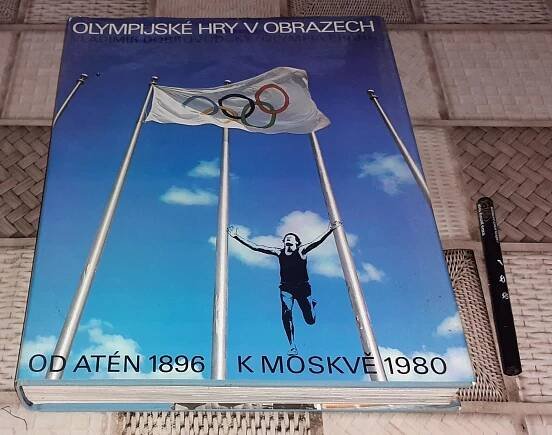 OLYMPIJSKÉ HRY V OBRAZECH
OD ATÉN 1896 K MOSKVĚ 1980